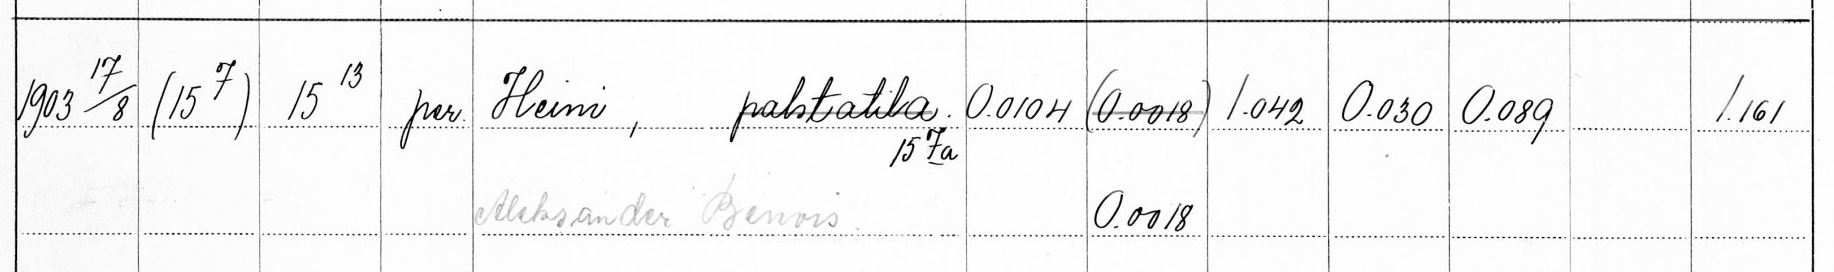 1903 17/8 (15 7) 15 13 per. Heini, palstatila. 0.0104 (0.0018) 1.042 0.030 0.089 1.161
15 7a
Aleksander Benois. 0.0018